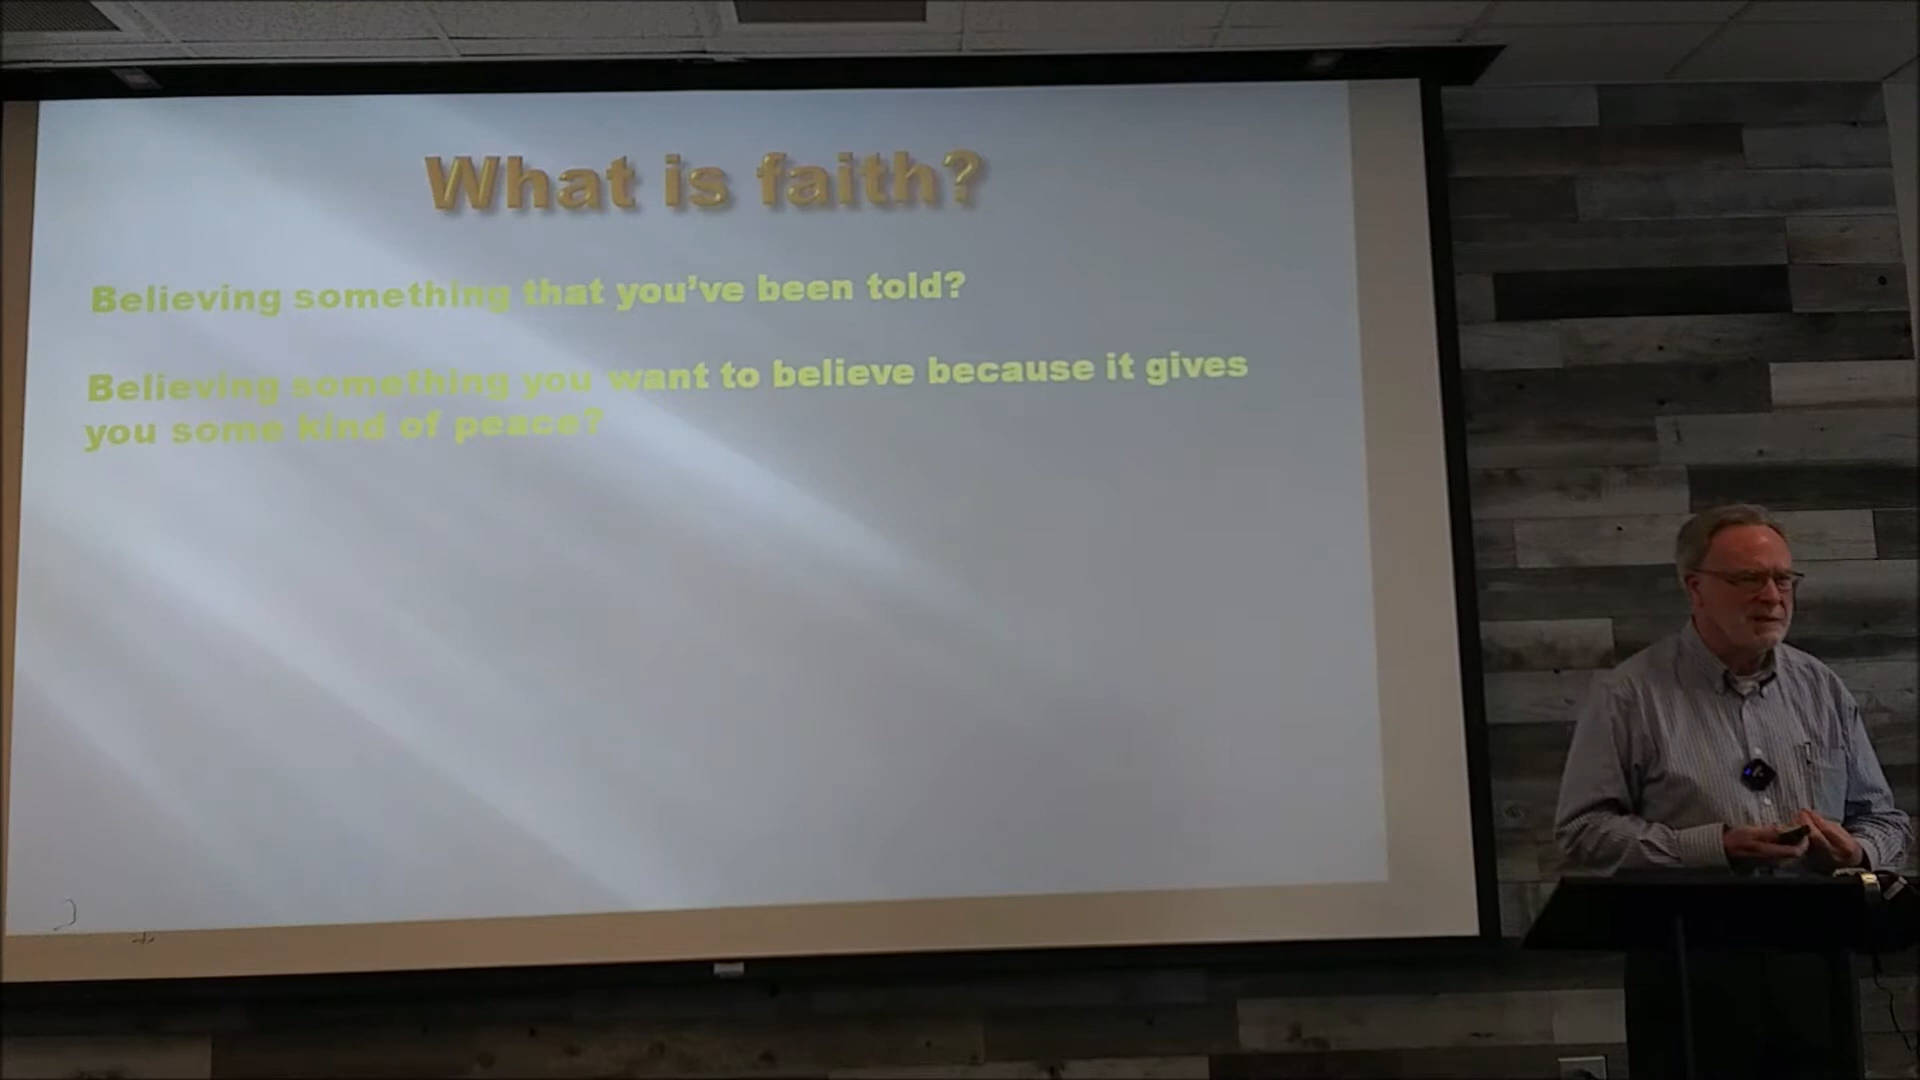 What is faith?
Believing something that you've been told?
Believing something you want to believe because it gives
you some kind of peace?